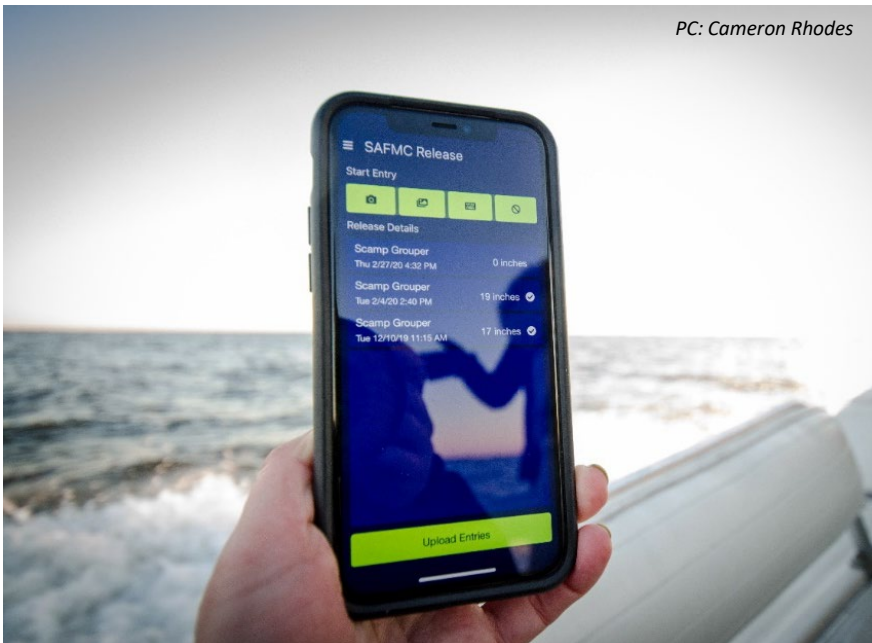 PC: Cameron Rhodes
SAFMC Release
Start Entry
Release Details
Scamp Grouper
Thu 2/27/20 4:32 PM 0 inches
Scamp Grouper
Tue 2/4/20 2:40 PM 19 inches
Scamp Grouper
Tue 12/10/19 11:15 AM 17 inches
Upload Entries